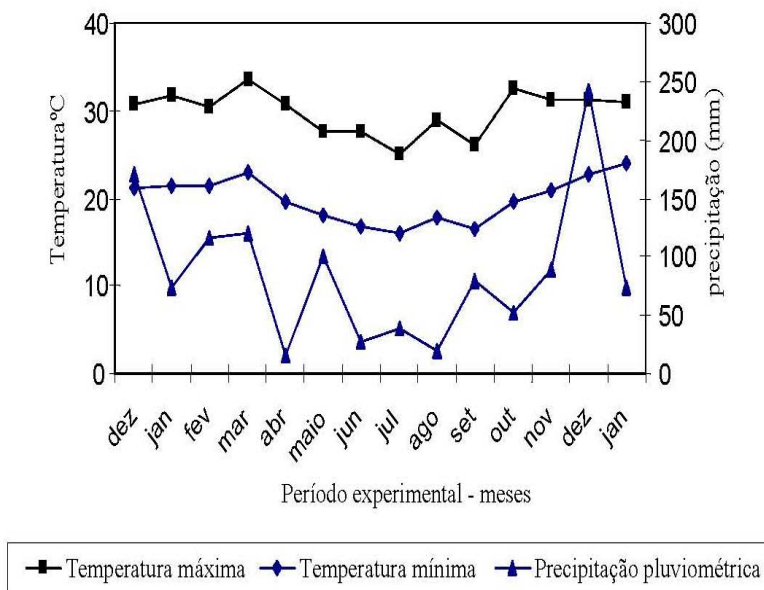 40
30
20
10
0
Temperatura ºC
300
250
200
150
100
50
0
precipitação (mm)
dez
jan
fev
mar
abr
maio
jun
jul
ago
set
out
nov
dez
jan
Período experimental - meses
Temperatura máxima
Temperatura mínima
Precipitação pluviométrica